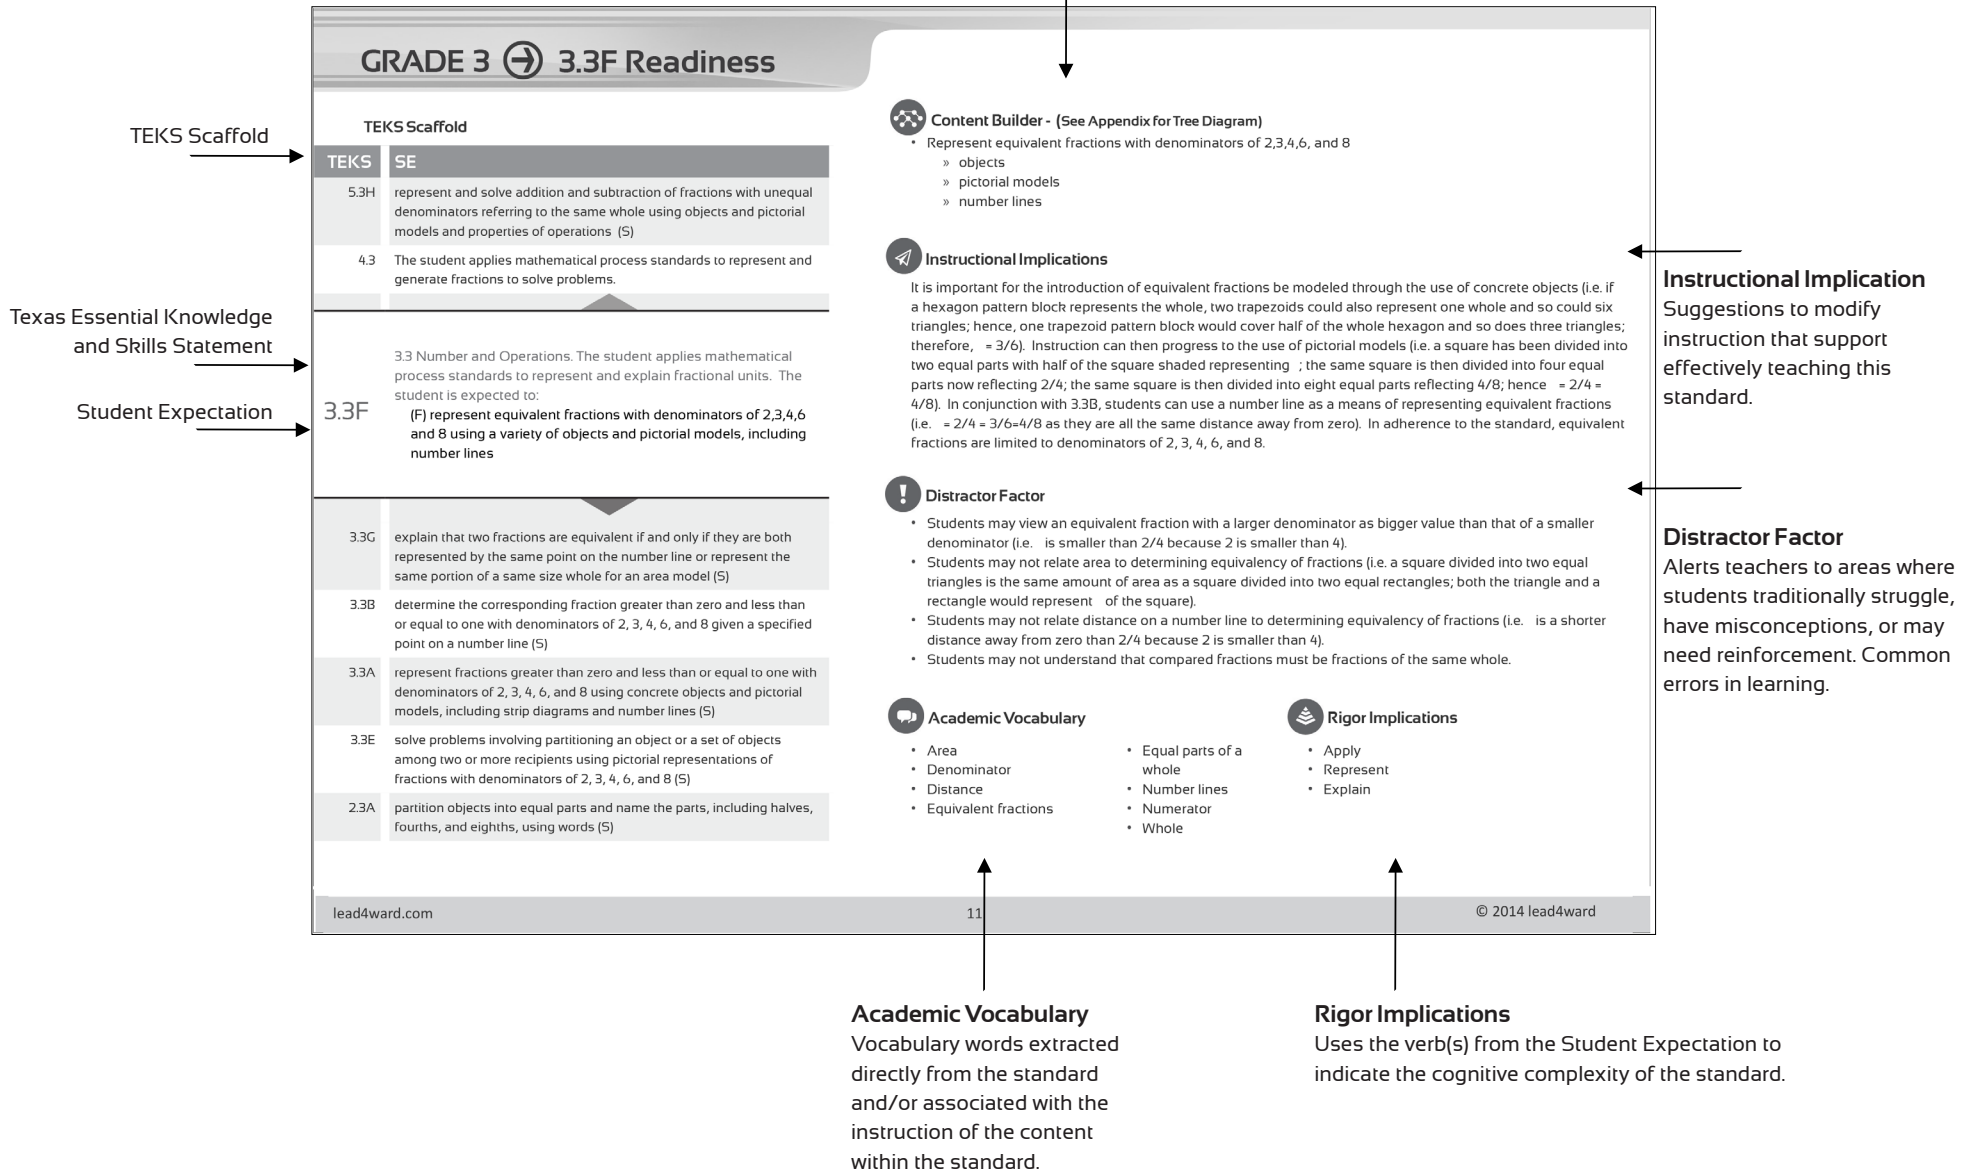 GRADE 3 3.3F Readiness
TEKS Scaffold
Texas Essential Knowledge
and Skills Statement
Student Expectation
TEKS Scaffold
TEKS SE
5.3H represent and solve addition and subtraction of fractions with unequal
denominators referring to the same whole using objects and pictorial
models and properties of operations (S)
4.3 The student applies mathematical process standards to represent and
generate fractions to solve problems.
3.3F
3.3 Number and Operations. The student applies mathematical
process standards to represent and explain fractional units. The
student is expected to:
(F) represent equivalent fractions with denominators of 2,3,4,6
and 8 using a variety of objects and pictorial models, including
number lines
3.3G explain that two fractions are equivalent if and only if they are both
represented by the same point on the number line or represent the
same portion of a same size whole for an area model (S)
3.3B determine the corresponding fraction greater than zero and less than
or equal to one with denominators of 2, 3, 4, 6, and 8 given a specified
point on a number line (S)
3.3A represent fractions greater than zero and less than or equal to one with
denominators of 2, 3, 4, 6, and 8 using concrete objects and pictorial
models, including strip diagrams and number lines (S)
3.3E solve problems involving partitioning an object or a set of objects
among two or more recipients using pictorial representations of
fractions with denominators of 2, 3, 4, 6, and 8 (S)
2.3A partition objects into equal parts and name the parts, including halves,
fourths, and eighths, using words (S)
Content Builder - (See Appendix for Tree Diagram)
• Represent equivalent fractions with denominators of 2,3,4,6, and 8
» objects
» pictorial models
» number lines
Instructional Implications
It is important for the introduction of equivalent fractions be modeled through the use of concrete objects (i.e. if
a hexagon pattern block represents the whole, two trapezoids could also represent one whole and so could six
triangles; hence, one trapezoid pattern block would cover half of the whole hexagon and so does three triangles;
therefore, = 3/6). Instruction can then progress to the use of pictorial models (i.e. a square has been divided into
two equal parts with half of the square shaded representing ; the same square is then divided into four equal
parts now reflecting 2/4; the same square is then divided into eight equal parts reflecting 4/8; hence = 2/4 =
4/8). In conjunction with 3.3B, students can use a number line as a means of representing equivalent fractions
(i.e. = 2/4 = 3/6=4/8 as they are all the same distance away from zero). In adherence to the standard, equivalent
fractions are limited to denominators of 2, 3, 4, 6, and 8.
Distractor Factor
• Students may view an equivalent fraction with a larger denominator as bigger value than that of a smaller
denominator (i.e. is smaller than 2/4 because 2 is smaller than 4).
• Students may not relate area to determining equivalency of fractions (i.e. a square divided into two equal
triangles is the same amount of area as a square divided into two equal rectangles; both the triangle and a
rectangle would represent of the square).
• Students may not relate distance on a number line to determining equivalency of fractions (i.e. is a shorter
distance away from zero than 2/4 because 2 is smaller than 4).
• Students may not understand that compared fractions must be fractions of the same whole.
Academic Vocabulary
• Area
• Denominator
• Distance
• Equivalent fractions
• Equal parts of a
whole
• Number lines
• Numerator
• Whole
Rigor Implications
• Apply
• Represent
• Explain
lead4ward.com
11
© 2014 lead4ward
Instructional Implication
Suggestions to modify
instruction that support
effectively teaching this
standard.
Distractor Factor
Alerts teachers to areas where
students traditionally struggle,
have misconceptions, or may
need reinforcement. Common
errors in learning.
Academic Vocabulary
Vocabulary words extracted
directly from the standard
and/or associated with the
instruction of the content
within the standard.
Rigor Implications
Uses the verb(s) from the Student Expectation to
indicate the cognitive complexity of the standard.